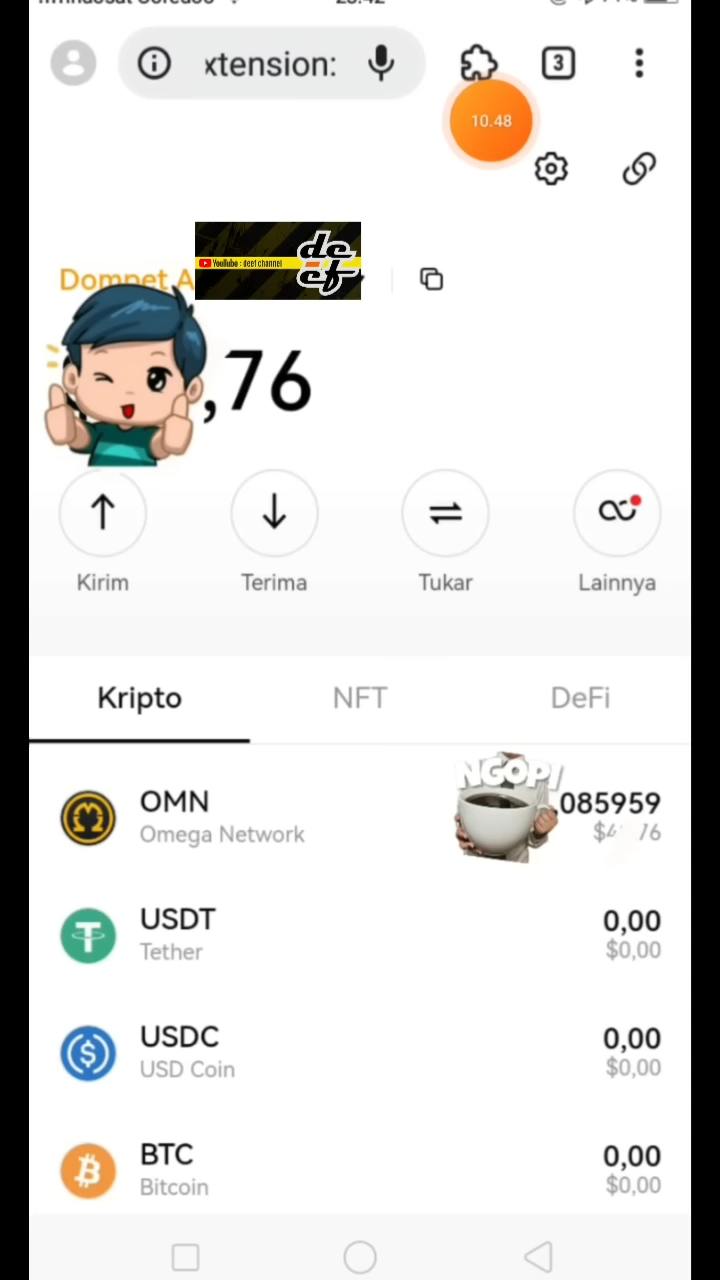 xtension:
3
10.48
YouTube : deef channel
de
ef
Dompet A
,76
Kirim
Terima
Tukar
Lainnya
Kripto
NFT
DeFi
NGOPI
OMN
085959
Omega Network
USDT
0,00
Tether
$0,00
USDC
0,00
USD Coin
$0,00
BTC
0,00
Bitcoin
$0,00